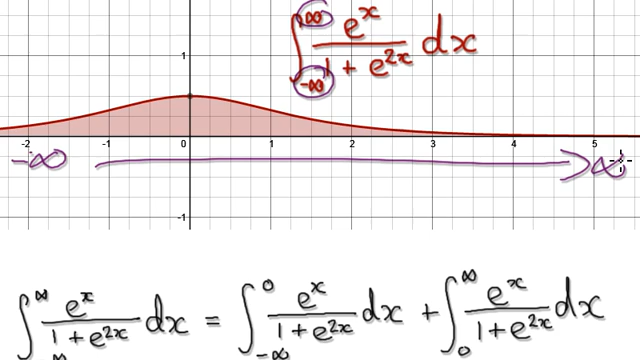 ∫_{-∞}^{∞} e^x / (1 + e^{2x}) dx
1
-2 -1 0 1 2 3 4 5
-∞ ∞
-1
∫_{-∞}^{∞} e^x / (1 + e^{2x}) dx = ∫_{-∞}^{0} e^x / (1 + e^{2x}) dx + ∫_{0}^{∞} e^x / (1 + e^{2x}) dx